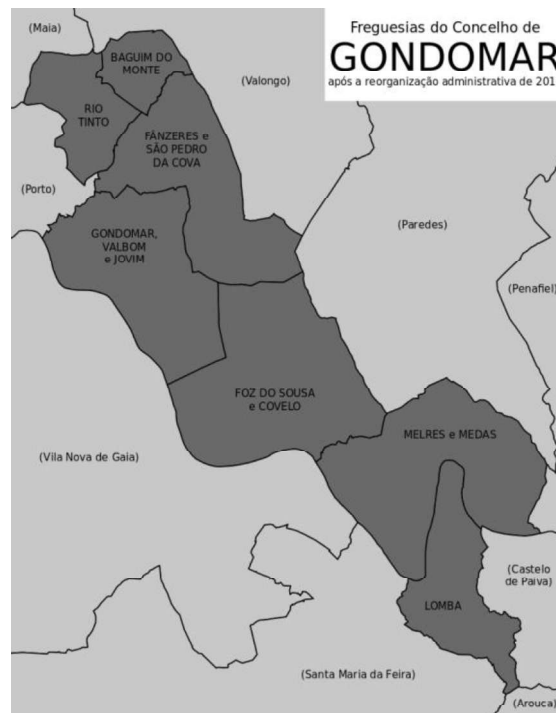 Freguesias do Concelho de
GONDOMAR
após a reorganização administrativa de 201
(Maia)
BAGUIM DO
MONTE
(Valongo)
RIO
TINTO
FÂNZERES e
SÃO PEDRO
DA COVA
(Porto)
(Paredes)
GONDOMAR,
VALBOM
e JOVIM
(Penafiel)
FOZ DO SOUSA
e COVELO
MELRES e MEDAS
(Vila Nova de Gaia)
(Castelo
de Paiva)
LOMBA
(Santa Maria da Feira)
(Arouca)